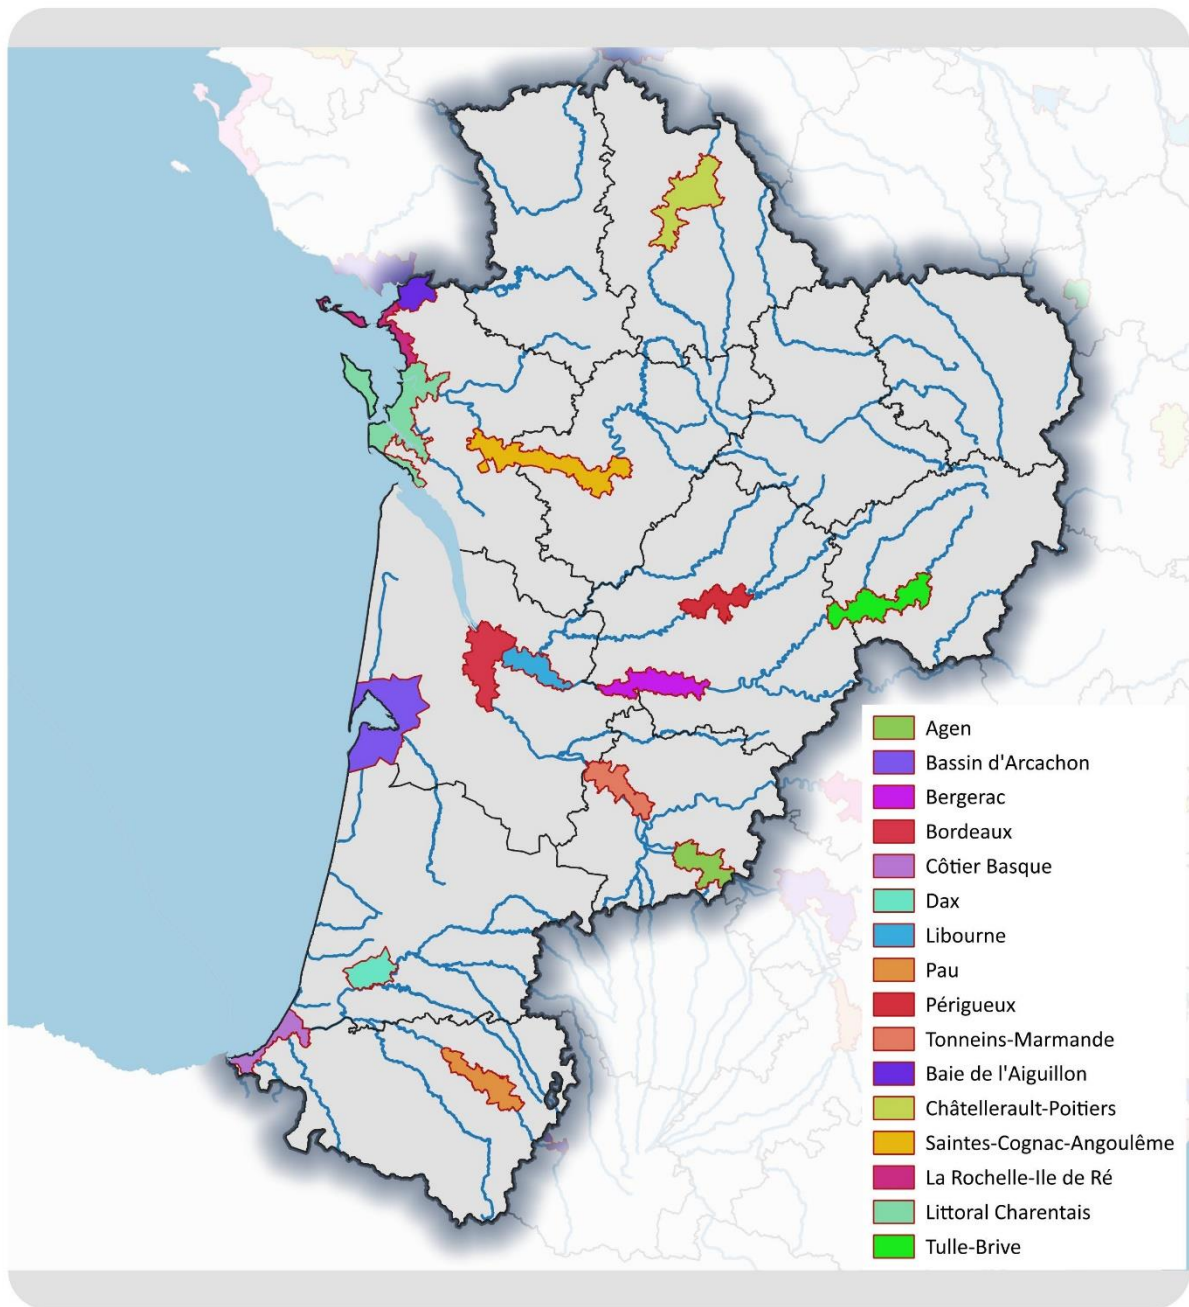 Agen
Bassin d'Arcachon
Bergerac
Bordeaux
Côtier Basque
Dax
Libourne
Pau
Périgueux
Tonneins-Marmande
Baie de l'Aiguillon
Châtellerault-Poitiers
Saintes-Cognac-Angoulême
La Rochelle-Ile de Ré
Littoral Charentais
Tulle-Brive